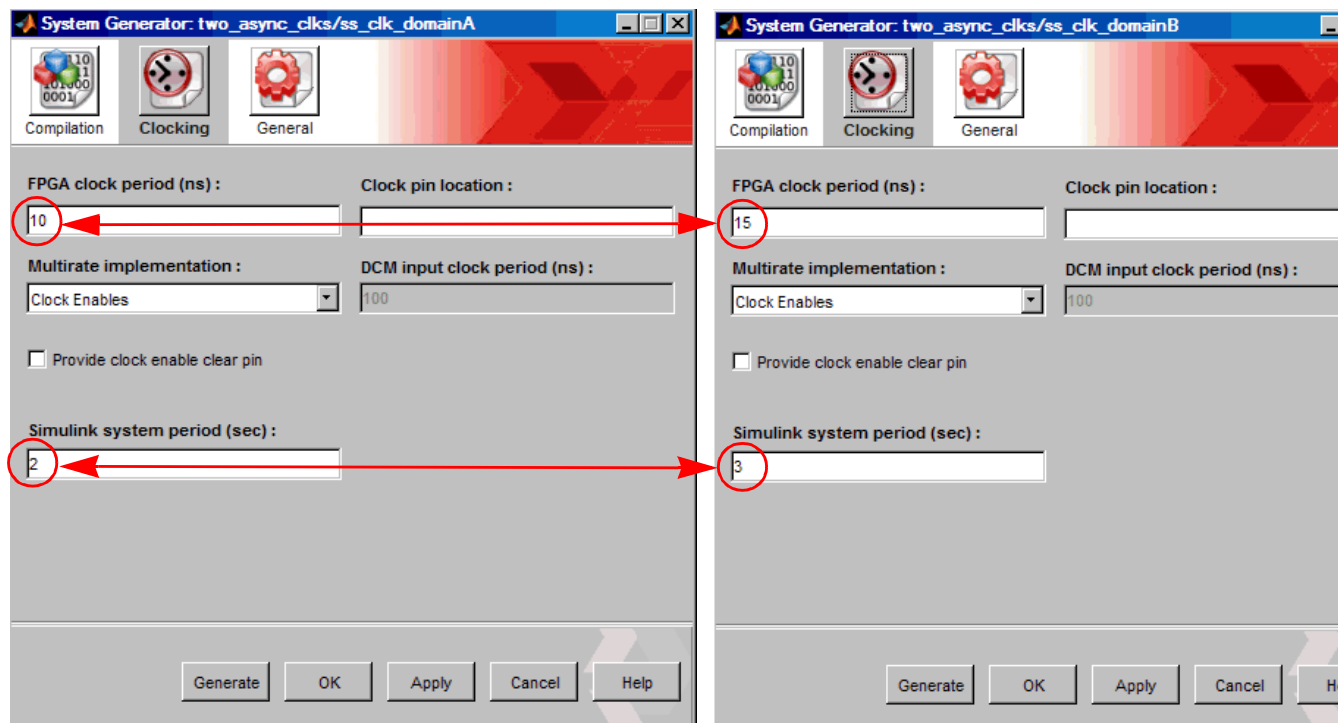 System Generator: two_async_clks/ss_clk_domainA
Compilation
Clocking
General
FPGA clock period (ns) :
Clock pin location :
10
Multirate implementation :
DCM input clock period (ns) :
Clock Enables
100
Provide clock enable clear pin
Simulink system period (sec) :
2
Generate
OK
Apply
Cancel
Help
System Generator: two_async_clks/ss_clk_domainB
Compilation
Clocking
General
FPGA clock period (ns) :
Clock pin location :
15
Multirate implementation :
DCM input clock period (ns) :
Clock Enables
100
Provide clock enable clear pin
Simulink system period (sec) :
3
Generate
OK
Apply
Cancel